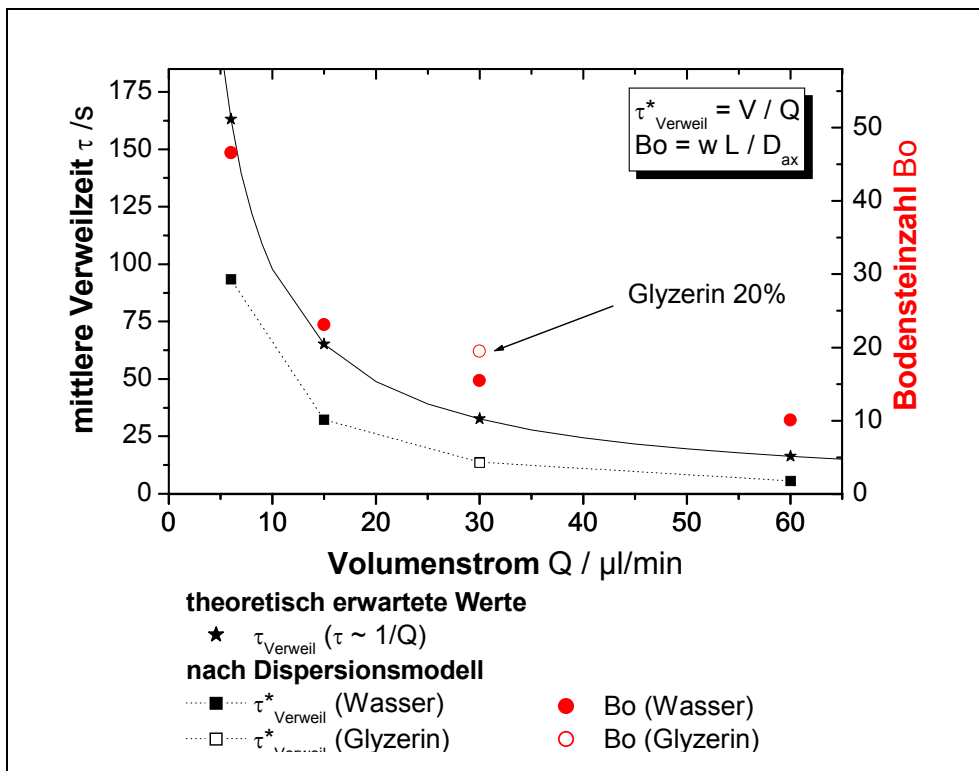 mittlere Verweilzeit τ /s
175
150
125
100
75
50
25
0
0
10
20
30
40
50
60
Volumenstrom Q / µl/min
50
40
30
20
10
0
Bodensteinzahl Bo
τ*Verweil = V / Q
Bo = w L / Dax
Glyzerin 20%
theoretisch erwartete Werte
τVerweil (τ ~ 1/Q)
nach Dispersionsmodell
τ*Verweil (Wasser)
Bo (Wasser)
τ*Verweil (Glyzerin)
Bo (Glyzerin)